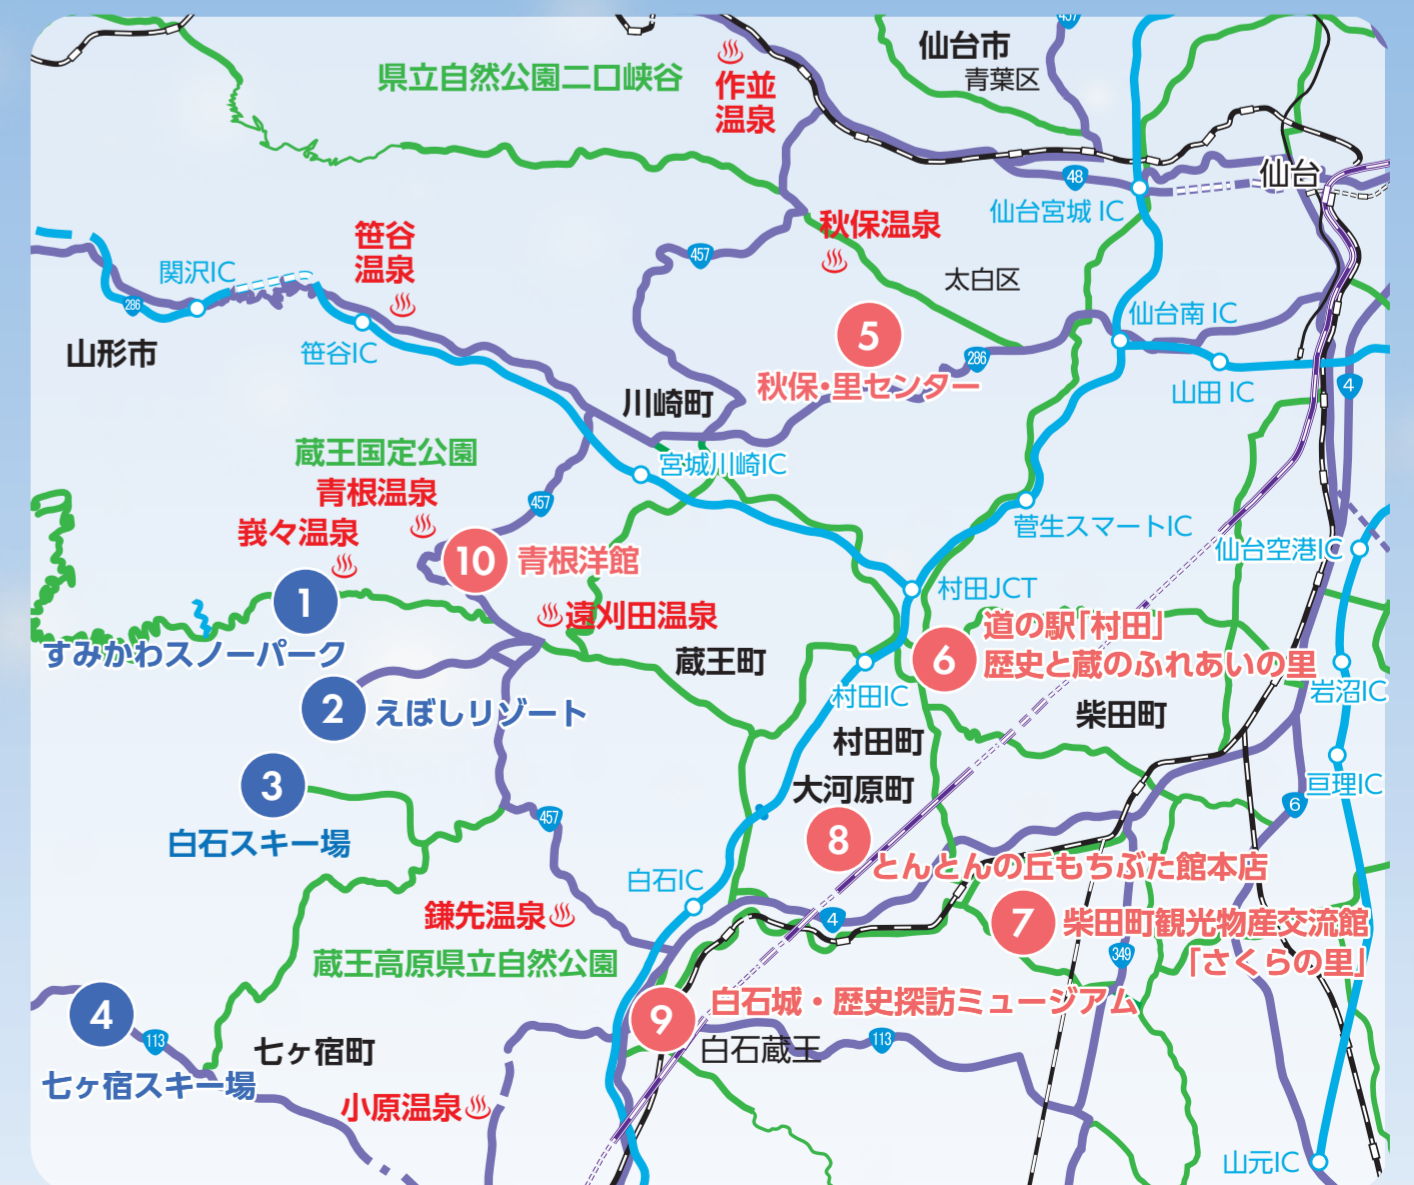 457
仙台市
青葉区
県立自然公園二口峡谷
作並
温泉
48
仙台
仙台宮城 IC
笹谷
温泉
秋保温泉
457
関沢IC
太白区
286
仙台南 IC
山形市
笹谷IC
5
286
秋保・里センター
山田 IC
4
川崎町
蔵王国定公園
宮城川崎IC
青根温泉
457
峩々温泉
菅生スマートIC
仙台空港IC
10
青根洋館
村田JCT
1
遠刈田温泉
道の駅「村田」
すみかわスノーパーク
蔵王町
6
歴史と蔵のふれあいの里
村田IC
岩沼IC
2
えぼしリゾート
柴田町
村田町
3
大河原町
亘理IC
6
457
白石スキー場
8
とんとんの丘もちぶた館本店
白石IC
鎌先温泉
4
7
柴田町観光物産交流館
「さくらの里」
349
蔵王高原県立自然公園
白石城・歴史探訪ミュージアム
4
9
113
七ヶ宿町
白石蔵王
113
七ヶ宿スキー場
小原温泉
山元IC